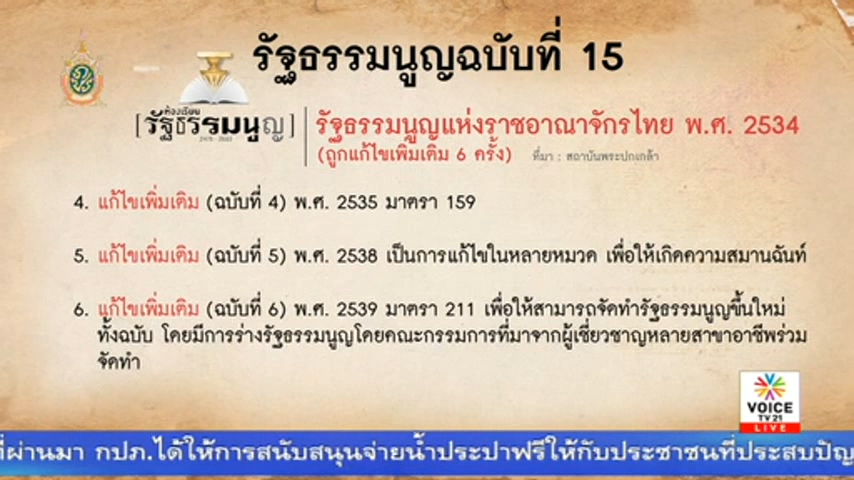 รัฐธรรมนูญฉบับที่ 15
ห้องเรียน
[รัฐธรรมนูญ]
รัฐธรรมนูญแห่งราชอาณาจักรไทย พ.ศ. 2534
(ถูกแก้ไขเพิ่มเติม 6 ครั้ง) ที่มา : สถาบันพระปกเกล้า
4. แก้ไขเพิ่มเติม (ฉบับที่ 4) พ.ศ. 2535 มาตรา 159
5. แก้ไขเพิ่มเติม (ฉบับที่ 5) พ.ศ. 2538 เป็นการแก้ไขในหลายหมวด เพื่อให้เกิดความสมานฉันท์
6. แก้ไขเพิ่มเติม (ฉบับที่ 6) พ.ศ. 2539 มาตรา 211 เพื่อให้สามารถจัดทำรัฐธรรมนูญขึ้นใหม่
ทั้งฉบับ โดยมีการร่างรัฐธรรมนูญโดยคณะกรรมการที่มาจากผู้เชี่ยวชาญหลายสาขาอาชีพร่วม
จัดทำ
VOICE
TV 21
LIVE
ที่ผ่านมา กปภ.ได้ให้การสนับสนุนจ่ายน้ำประปาฟรีให้กับประชาชนที่ประสบปัญ